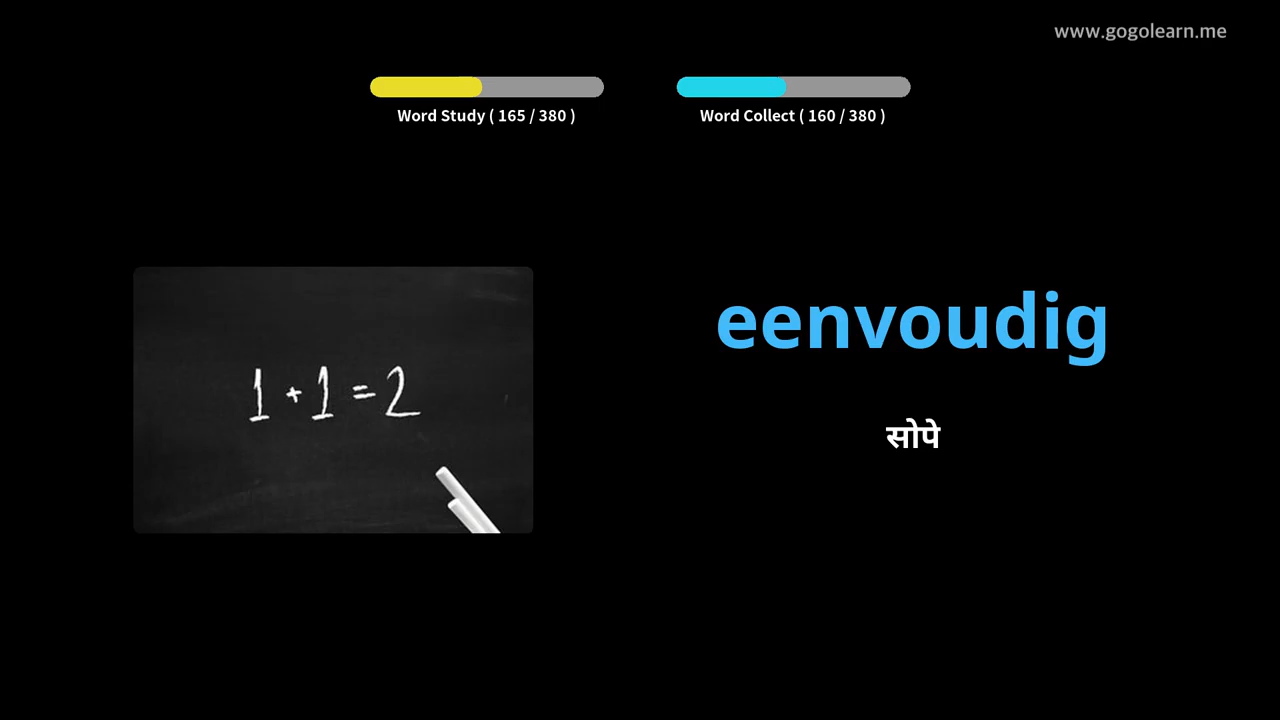 www.gogolearn.me
Word Study ( 165 / 380 )
Word Collect ( 160 / 380 )
1 + 1 = 2
eenvoudig
सोपे